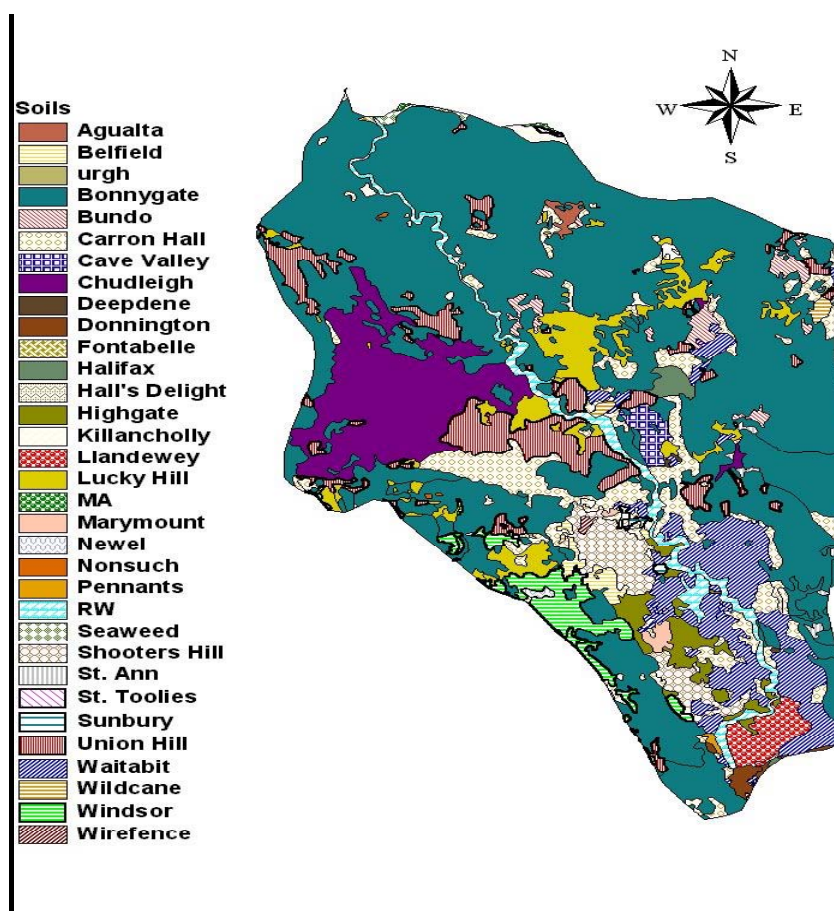 N
W E
S
Soils
Agualta
Belfield
urgh
Bonnygate
Bundo
Carron Hall
Cave Valley
Chudleigh
Deepdene
Donnington
Fontabelle
Halifax
Hall's Delight
Highgate
Killancholly
Llandewey
Lucky Hill
MA
Marymount
Newel
Nonsuch
Pennants
RW
Seaweed
Shooters Hill
St. Ann
St. Toolies
Sunbury
Union Hill
Waitabit
Wildcane
Windsor
Wirefence